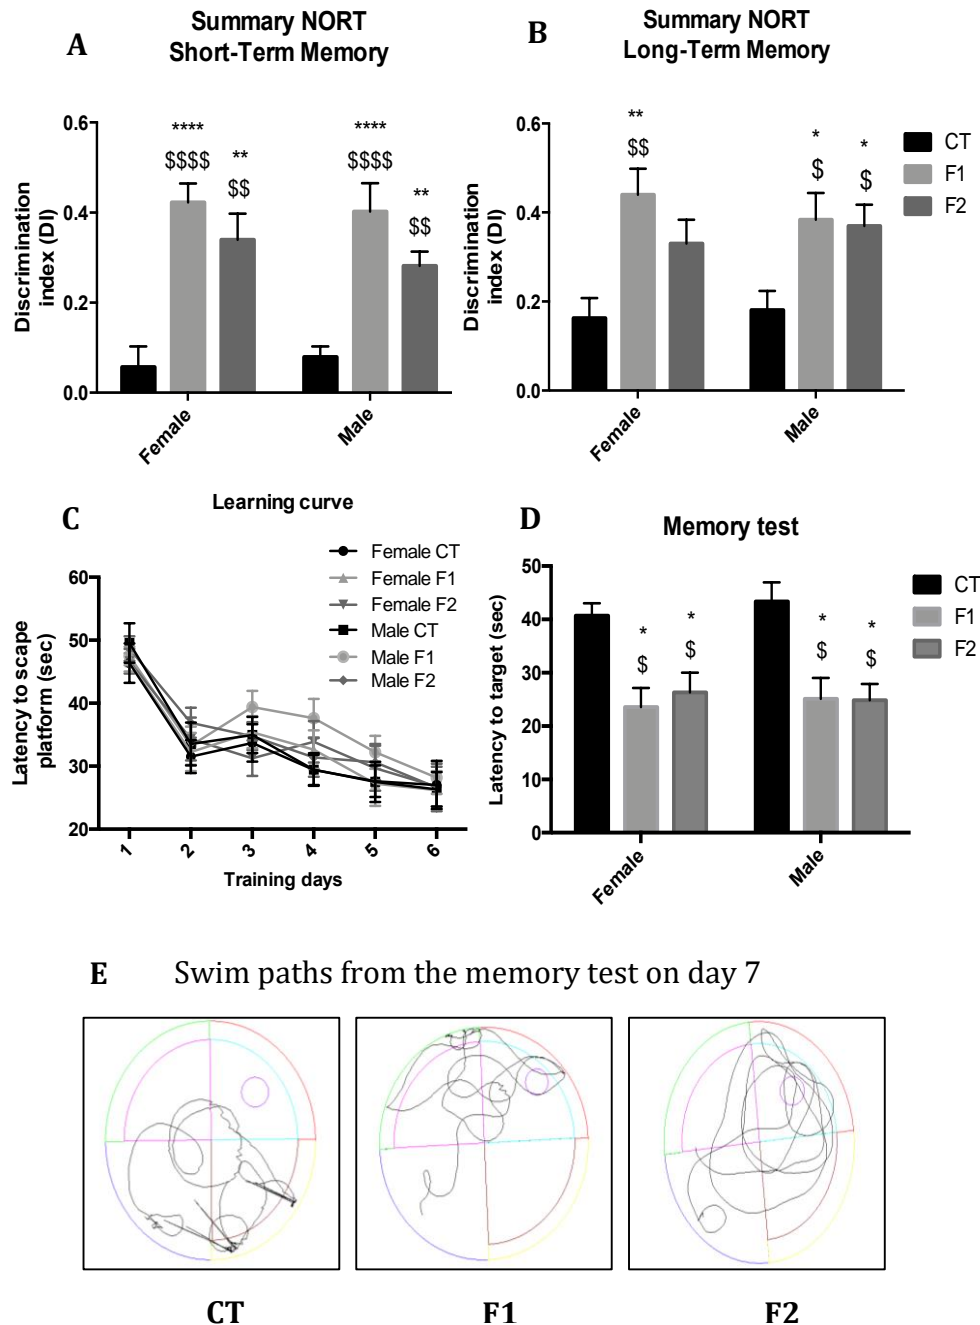 A
Summary NORT
Short-Term Memory
Discrimination
index (DI)
0.6
0.4
0.2
0.0
****
$$$$
**
$$
****
$$$$
**
$$
Female
Male
B
Summary NORT
Long-Term Memory
Discrimination
index (DI)
0.6
0.4
0.2
0.0
**
$$
*
$
*
$
Female
Male
CT
F1
F2
C
Learning curve
Female CT
Female F1
Female F2
Male CT
Male F1
Male F2
Latency to scape
platform (sec)
60
50
40
30
20
1
2
3
4
5
6
Training days
D
Memory test
Latency to target (sec)
50
40
30
20
10
0
*
$
*
$
*
$
*
$
Female
Male
CT
F1
F2
E Swim paths from the memory test on day 7
CT
F1
F2